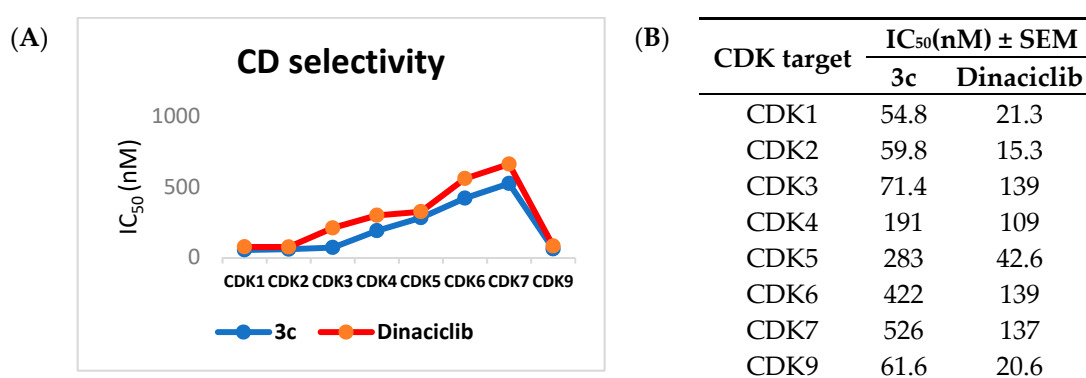 (A)
CD selectivity
IC₅₀ (nM)
1000
500
0
CDK1 CDK2 CDK3 CDK4 CDK5 CDK6 CDK7 CDK9
3c Dinaciclib
(B)
CDK target IC₅₀(nM) ± SEM
3c Dinaciclib
CDK1 54.8 21.3
CDK2 59.8 15.3
CDK3 71.4 139
CDK4 191 109
CDK5 283 42.6
CDK6 422 139
CDK7 526 137
CDK9 61.6 20.6